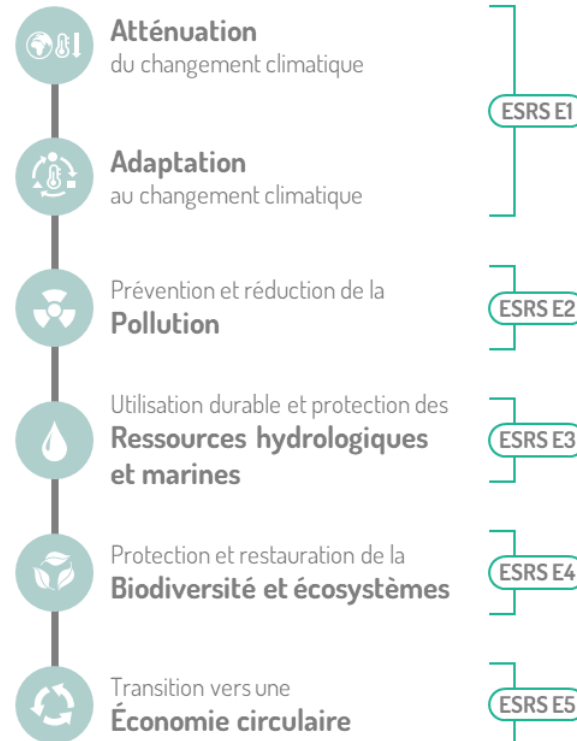 Atténuation
du changement climatique
ESRS E1
Adaptation
au changement climatique
Prévention et réduction de la
Pollution
ESRS E2
Utilisation durable et protection des
Ressources hydrologiques
et marines
ESRS E3
Protection et restauration de la
Biodiversité et écosystèmes
ESRS E4
Transition vers une
Économie circulaire
ESRS E5